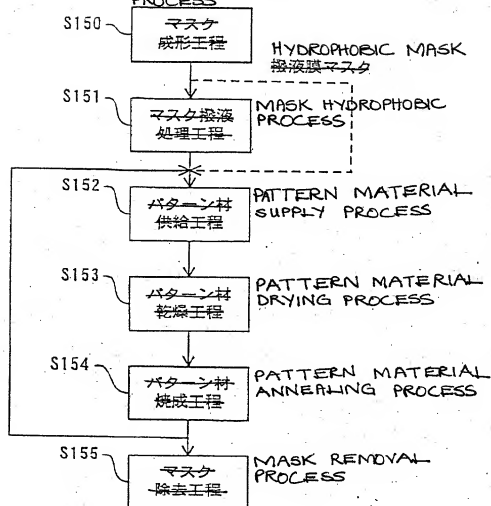 PROCESS
S150
マスク
成形工程
HYDROPHOBIC MASK
撥液膜マスク
S151
マスク撥液
処理工程
MASK HYDROPHOBIC
PROCESS
S152
パターン材
供給工程
PATTERN MATERIAL
SUPPLY PROCESS
S153
パターン材
乾燥工程
PATTERN MATERIAL
DRYING PROCESS
S154
パターン材
焼成工程
PATTERN MATERIAL
ANNEALING PROCESS
S155
マスク
除去工程
MASK REMOVAL
PROCESS